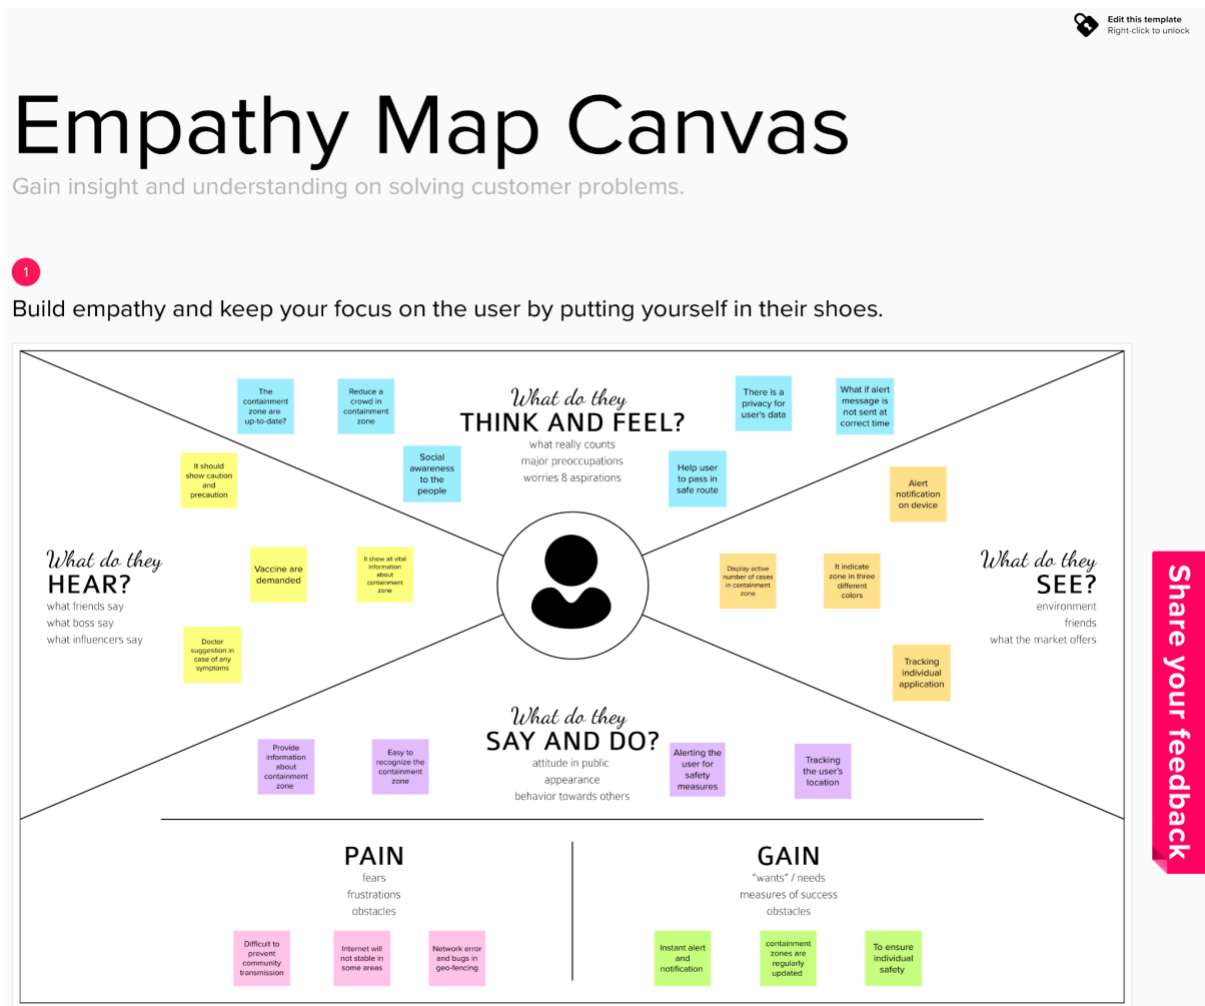 Edit this template
Right-click to unlock
Empathy Map Canvas
Gain insight and understanding on solving customer problems.
1
Build empathy and keep your focus on the user by putting yourself in their shoes.
What do they
THINK AND FEEL?
what really counts
major preoccupations
worries & aspirations
The
containment
zone are
up-to-date?
Reduce a
crowd in
containment
zone
Social
awareness
to the
people
There is a
privacy for
user's data
What if alert
message is
not sent at
correct time
Help user
to pass in
safe route
What do they
HEAR?
what friends say
what boss say
what influencers say
It should
show caution
and
precaution
Vaccine are
demanded
It show all vital
information
about
containment
zone
Doctor
suggestion in
case of any
symptoms
What do they
SEE?
environment
friends
what the market offers
Alert
notification
on device
Display active
number of cases
in containment
zone
It indicate
zone in three
different
colors
Tracking
individual
application
What do they
SAY AND DO?
attitude in public
appearance
behavior towards others
Provide
information
about
containment
zone
Easy to
recognize the
containment
zone
Alerting the
user for
safety
measures
Tracking
the user's
location
PAIN
fears
frustrations
obstacles
Difficult to
prevent
community
transmission
Internet will
not stable in
some areas
Network error
and bugs in
geo-fencing
GAIN
"wants" / needs
measures of success
obstacles
Instant alert
and
notification
containment
zones are
regularly
updated
To ensure
individual
safety
Share your feedback